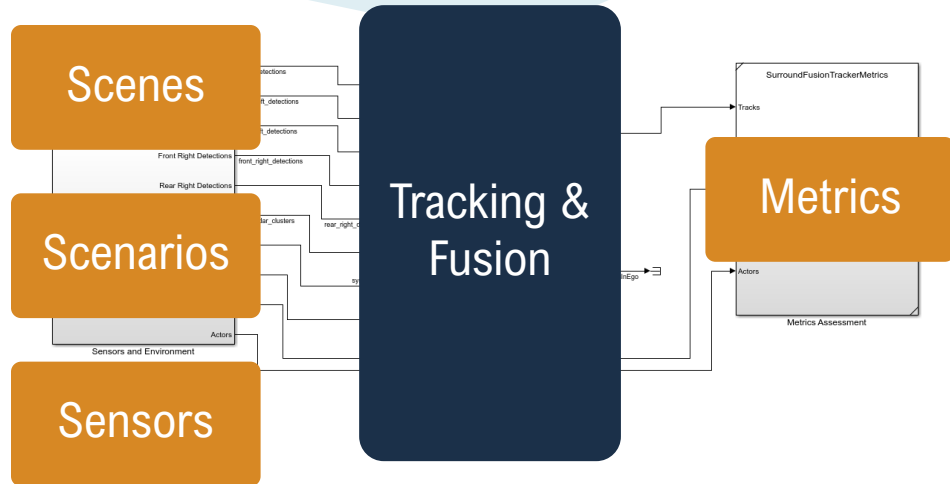 Scenes
Scenarios
Sensors
Front Right Detections
Rear Right Detections
Actors
Sensors and Environment
front_right_detections
Tracking &
Fusion
SurroundFusionTrackerMetrics
Tracks
Metrics
Actors
Metrics Assessment